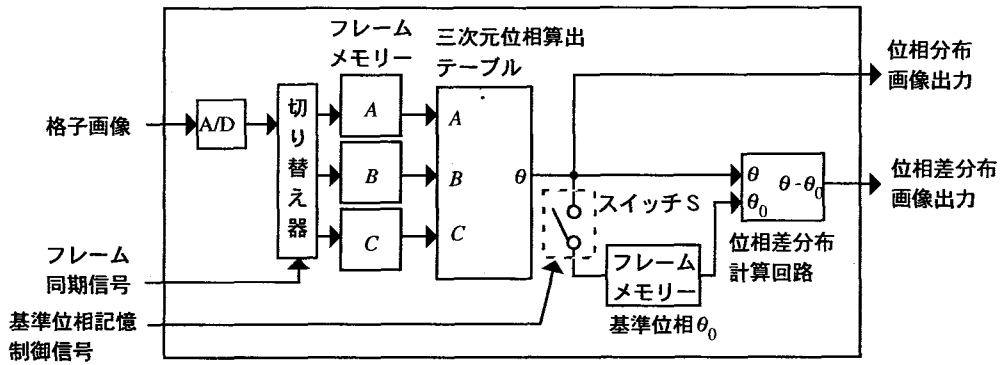 フレーム
メモリー
三次元位相算出
テーブル
位相分布
画像出力
格子画像
A/D
切り替え器
A
B
C
A
B
C
θ
θ
θ0
θ-θ0
位相差分布
画像出力
スイッチS
位相差分布
計算回路
フレーム
メモリー
基準位相θ0
フレーム
同期信号
基準位相記憶
制御信号